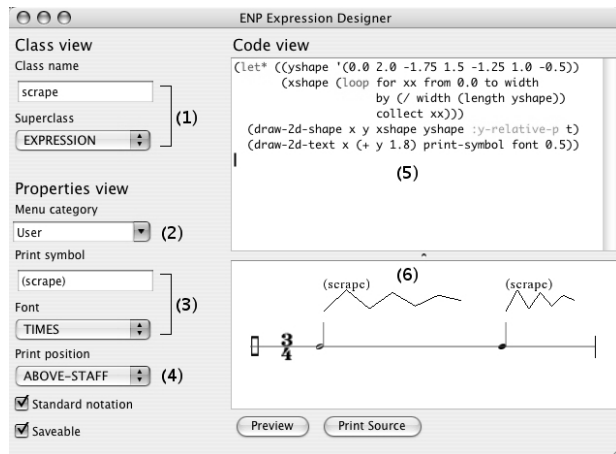 ENP Expression Designer
Class view
Class name
scrape
Superclass
EXPRESSION
(1)
Properties view
Menu category
User
(2)
Print symbol
(scrape)
Font
TIMES
(3)
Print position
ABOVE-STAFF
(4)
Standard notation
Saveable
Code view
(let* ((yshape '(0.0 2.0 -1.75 1.5 -1.25 1.0 -0.5))
(xshape (loop for xx from 0.0 to width
by (/ width (length yshape))
collect xx)))
(draw-2d-shape x y xshape yshape :y-relative-p t)
(draw-2d-text x (+ y 1.8) print-symbol font 0.5))
(5)
(6)
(scrape) (scrape)
3
4
Preview Print Source